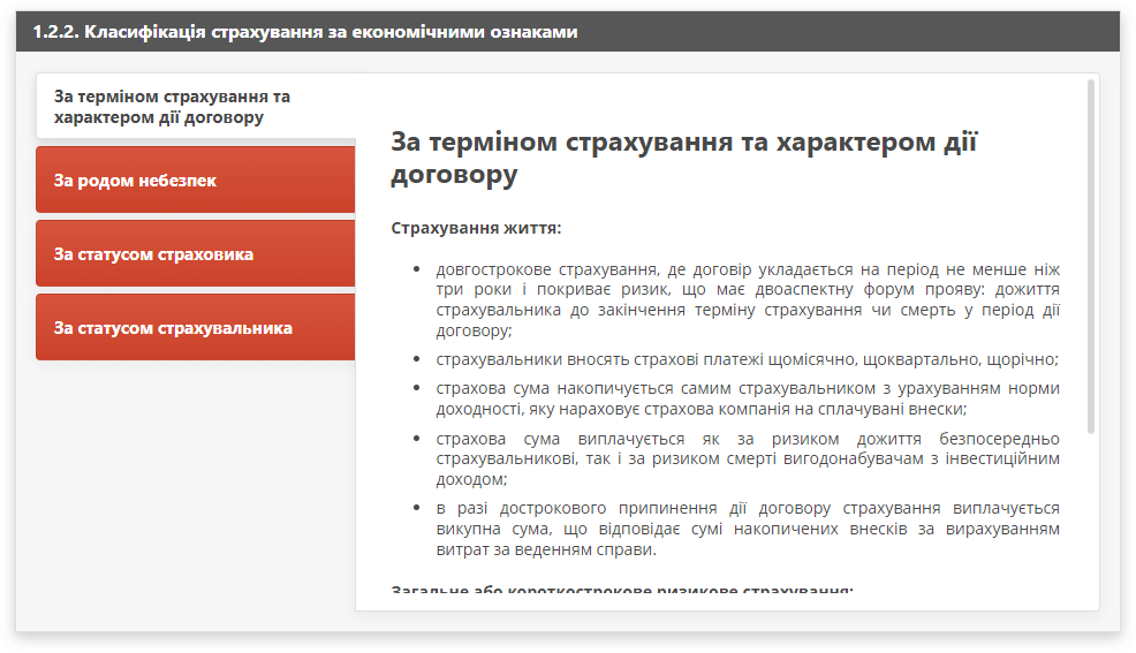 1.2.2. Класифікація страхування за економічними ознаками
За терміном страхування та
характером дії договору
За родом небезпек
За статусом страховика
За статусом страхувальника
За терміном страхування та характером дії
договору
Страхування життя:
• довгострокове страхування, де договір укладається на період не менше ніж
три роки і покриває ризик, що має двоаспектну форум прояву: дожиття
страхувальника до закінчення терміну страхування чи смерть у період дії
договору;
• страхувальники вносять страхові платежі щомісячно, щоквартально, щорічно;
• страхова сума накопичується самим страхувальником з урахуванням норми
доходності, яку нараховує страхова компанія на сплачувані внески;
• страхова сума виплачується як за ризиком дожиття безпосередньо
страхувальникові, так і за ризиком смерті вигодонабувачам з інвестиційним
доходом;
• в разі дострокового припинення дії договору страхування виплачується
викупна сума, що відповідає сумі накопичених внесків за вирахуванням
витрат за веденням справи.
Загальне або короткострокове ризикове страхування: